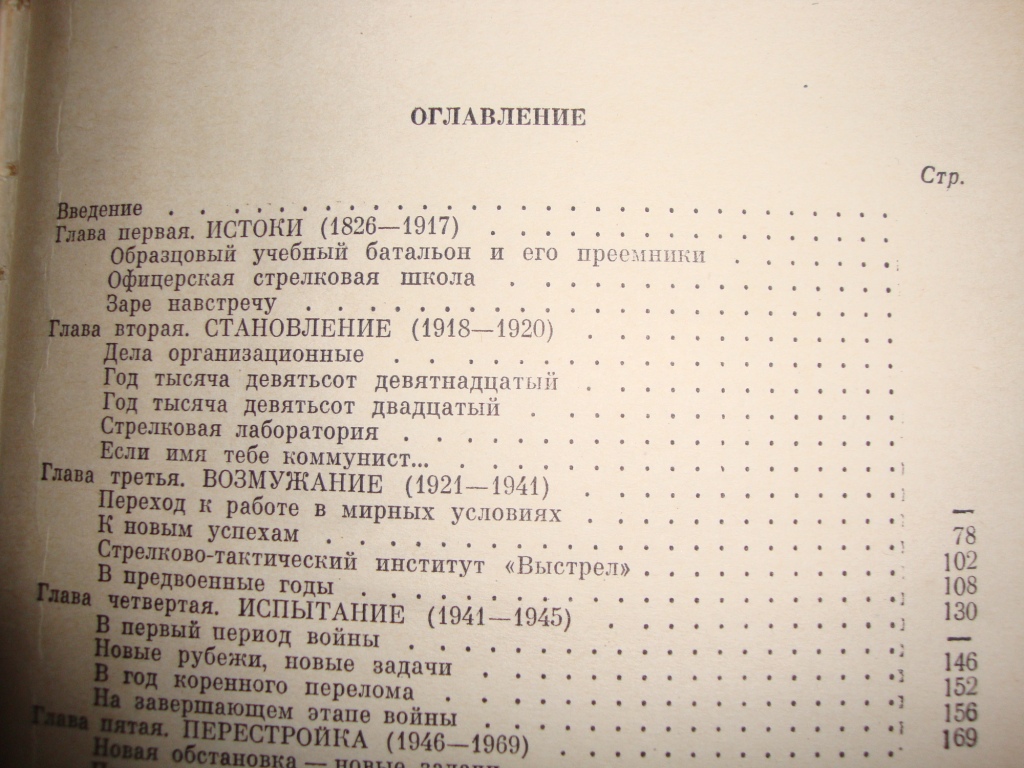 ОГЛАВЛЕНИЕ
Стр.
Введение . . . . . . . . . . . . . . . . . . . .
Глава первая. ИСТОКИ (1826—1917) . . . . . . . . . . . .
Образцовый учебный батальон и его преемники . . . . . .
Офицерская стрелковая школа . . . . . . . . . . . .
Заре навстречу . . . . . . . . . . . . . . . . . .
Глава вторая. СТАНОВЛЕНИЕ (1918—1920) . . . . . . . . . .
Дела организационные . . . . . . . . . . . . . . .
Год тысяча девятьсот девятнадцатый . . . . . . . . . .
Год тысяча девятьсот двадцатый . . . . . . . . . . . .
Стрелковая лаборатория . . . . . . . . . . . . . . .
Если имя тебе коммунист... . . . . . . . . . . . . . .
Глава третья. ВОЗМУЖАНИЕ (1921—1941) . . . . . . . . . .
Переход к работе в мирных условиях . . . . . . . . . . —
К новым успехам . . . . . . . . . . . . . . . . . 78
Стрелково-тактический институт «Выстрел» . . . . . . . . 102
В предвоенные годы . . . . . . . . . . . . . . . . 108
Глава четвертая. ИСПЫТАНИЕ (1941—1945) . . . . . . . . . 130
В первый период войны . . . . . . . . . . . . . . . —
Новые рубежи, новые задачи . . . . . . . . . . . . . 146
В год коренного перелома . . . . . . . . . . . . . . 152
На завершающем этапе войны . . . . . . . . . . . . . 156
Глава пятая. ПЕРЕСТРОЙКА (1946—1969) . . . . . . . . . . 169
Новая обстановка — новые задачи